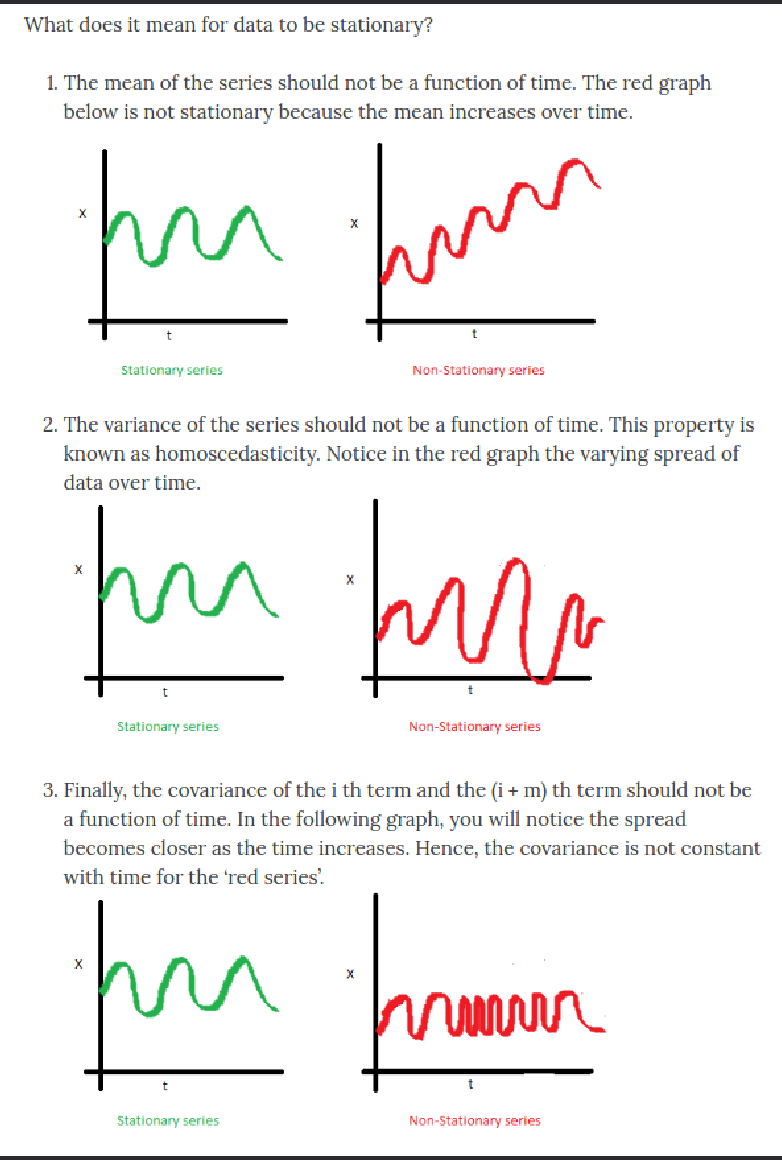 What does it mean for data to be stationary?
1. The mean of the series should not be a function of time. The red graph
below is not stationary because the mean increases over time.
X
X
t
t
Stationary series
Non-Stationary series
2. The variance of the series should not be a function of time. This property is
known as homoscedasticity. Notice in the red graph the varying spread of
data over time.
X
X
t
t
Stationary series
Non-Stationary series
3. Finally, the covariance of the i th term and the (i + m) th term should not be
a function of time. In the following graph, you will notice the spread
becomes closer as the time increases. Hence, the covariance is not constant
with time for the ‘red series’.
X
X
t
t
Stationary series
Non-Stationary series